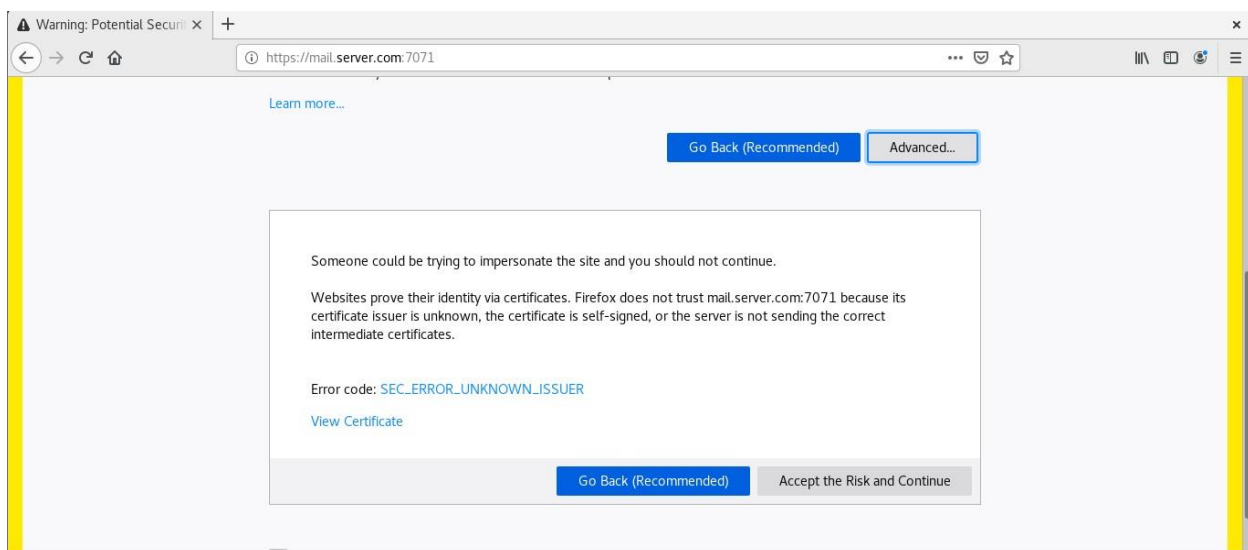 Warning: Potential Securi
https://mail.server.com:7071
Learn more...
Go Back (Recommended)
Advanced...
Someone could be trying to impersonate the site and you should not continue.
Websites prove their identity via certificates. Firefox does not trust mail.server.com:7071 because its
certificate issuer is unknown, the certificate is self-signed, or the server is not sending the correct
intermediate certificates.
Error code: SEC_ERROR_UNKNOWN_ISSUER
View Certificate
Go Back (Recommended)
Accept the Risk and Continue